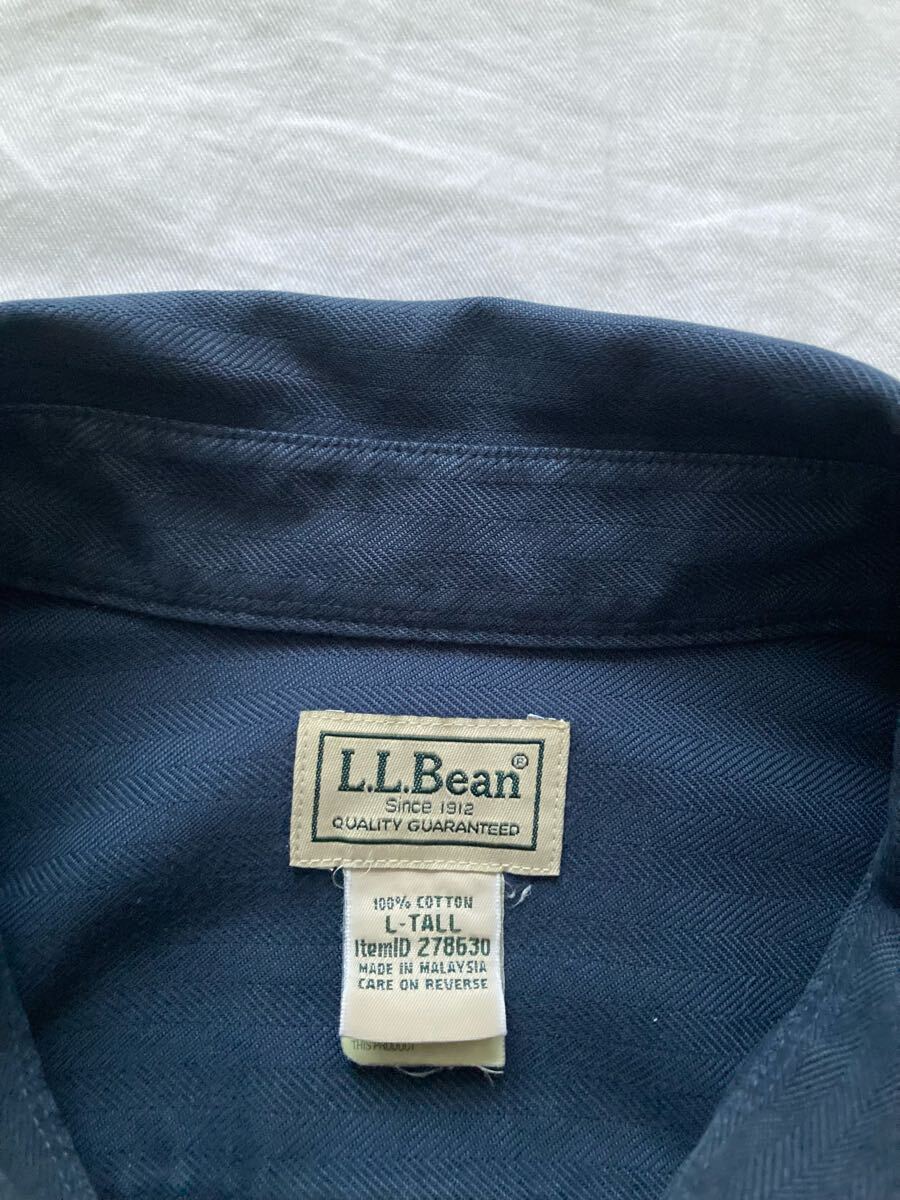 L.L.Bean®
Since 1912
QUALITY GUARANTEED
100% COTTON
L-TALL
ItemID 278630
MADE IN MALAYSIA
CARE ON REVERSE
THIS PRODUCT